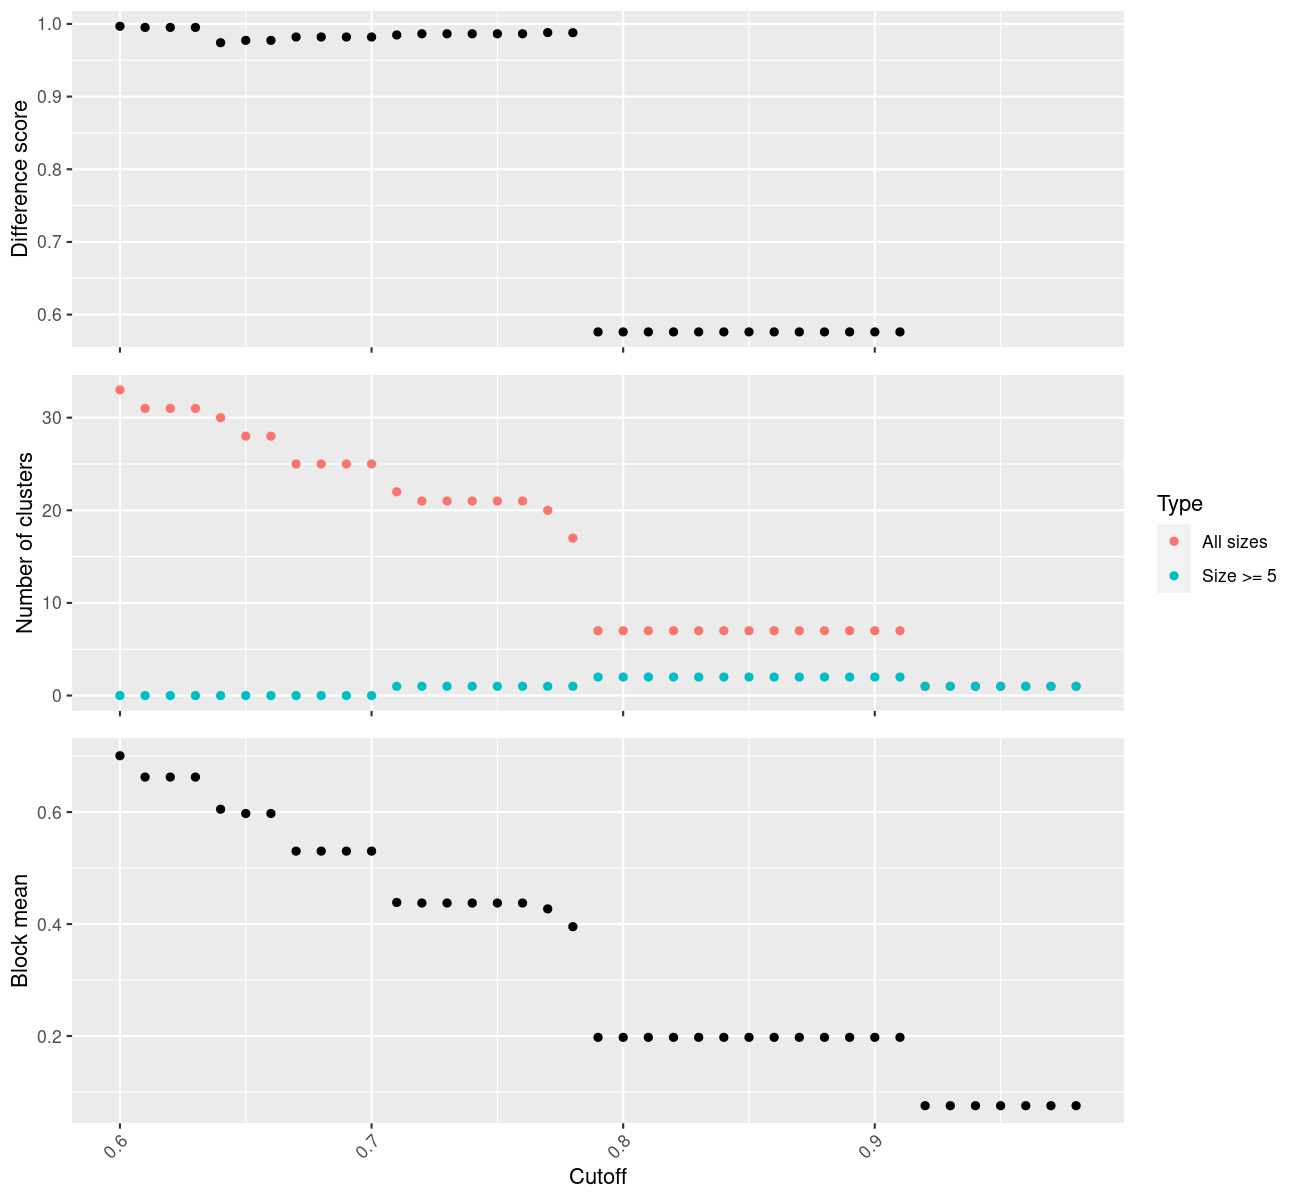 Difference score
1.0
0.9
0.8
0.7
0.6
Number of clusters
30
20
10
0
Type
All sizes
Size >= 5
Block mean
0.6
0.4
0.2
0.6
0.7
0.8
0.9
Cutoff